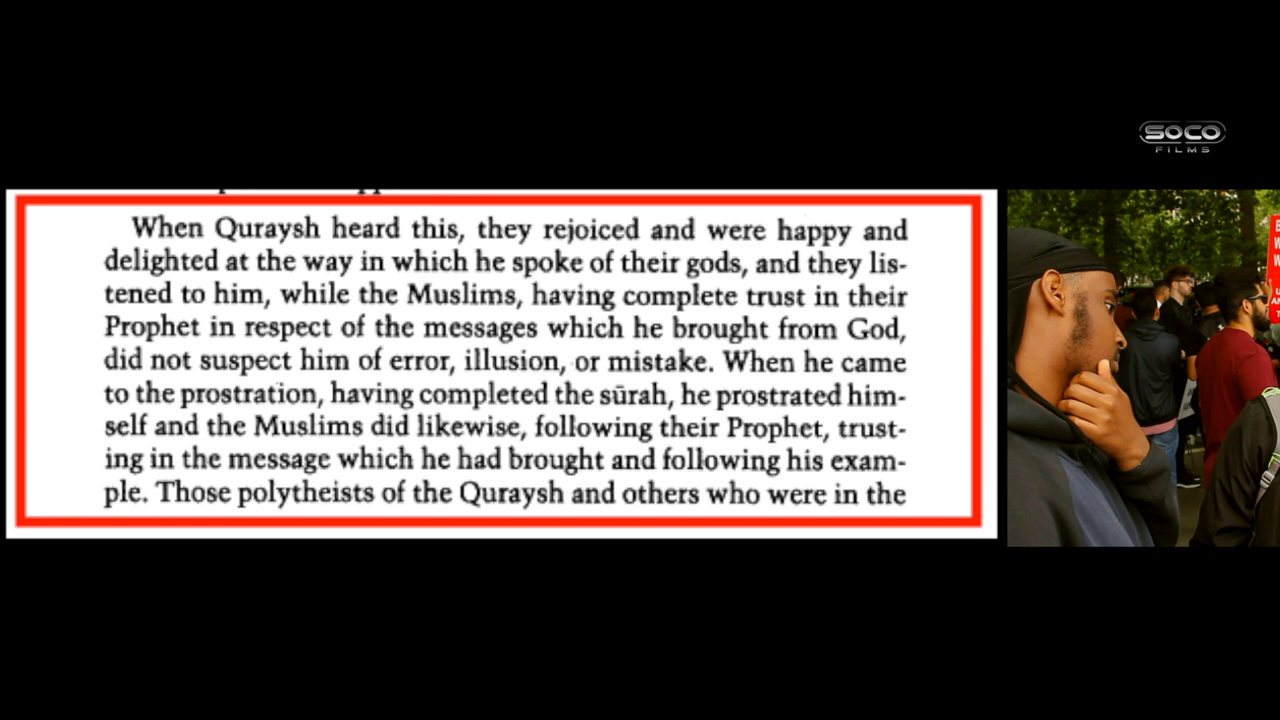 When Quraysh heard this, they rejoiced and were happy and
delighted at the way in which he spoke of their gods, and they lis-
tened to him, while the Muslims, having complete trust in their
Prophet in respect of the messages which he brought from God,
did not suspect him of error, illusion, or mistake. When he came
to the prostration, having completed the sūrah, he prostrated him-
self and the Muslims did likewise, following their Prophet, trust-
ing in the message which he had brought and following his exam-
ple. Those polytheists of the Quraysh and others who were in the
SOCO
FILMS